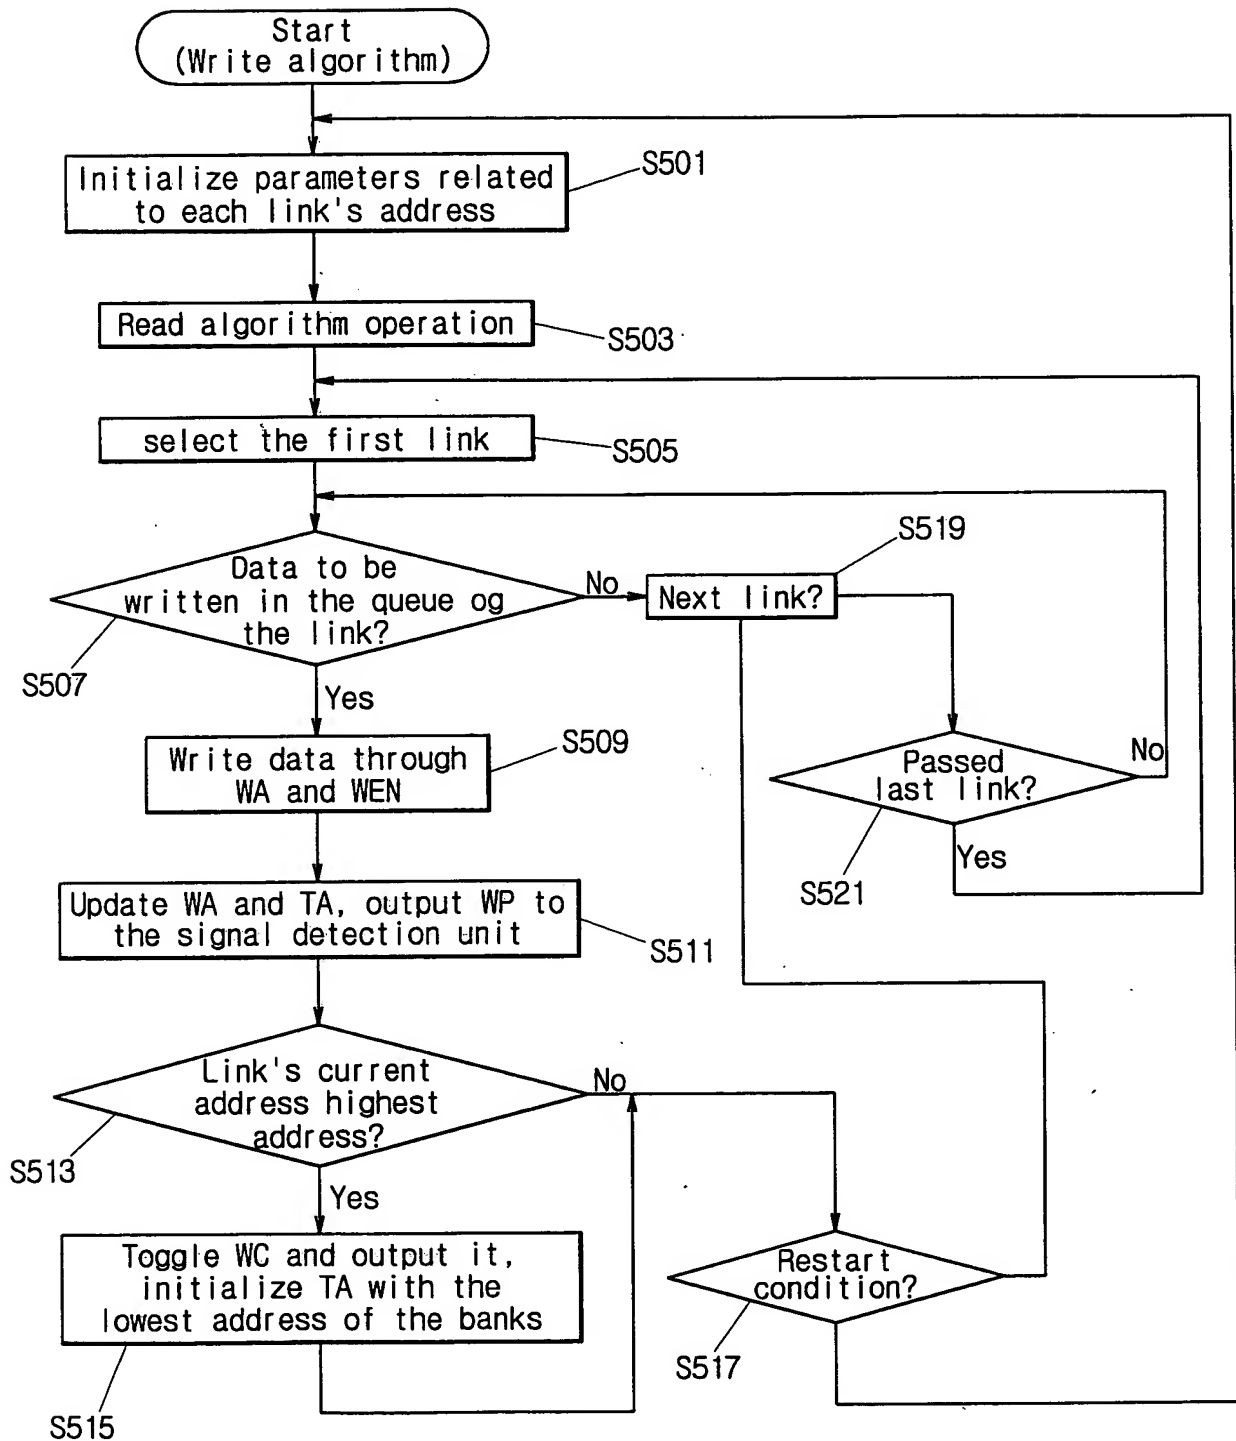 Start
(Write algorithm)
S501
Initialize parameters related
to each link's address
Read algorithm operation
S503
select the first link
S505
S519
Data to be
written in the queue og
the link?
No
Next link?
S507
Yes
S509
Write data through
WA and WEN
Passed
last link?
No
Yes
S521
Update WA and TA, output WP to
the signal detection unit
S511
Link's current
address highest
address?
No
S513
Yes
Toggle WC and output it,
initialize TA with the
lowest address of the banks
Restart
condition?
S517
S515